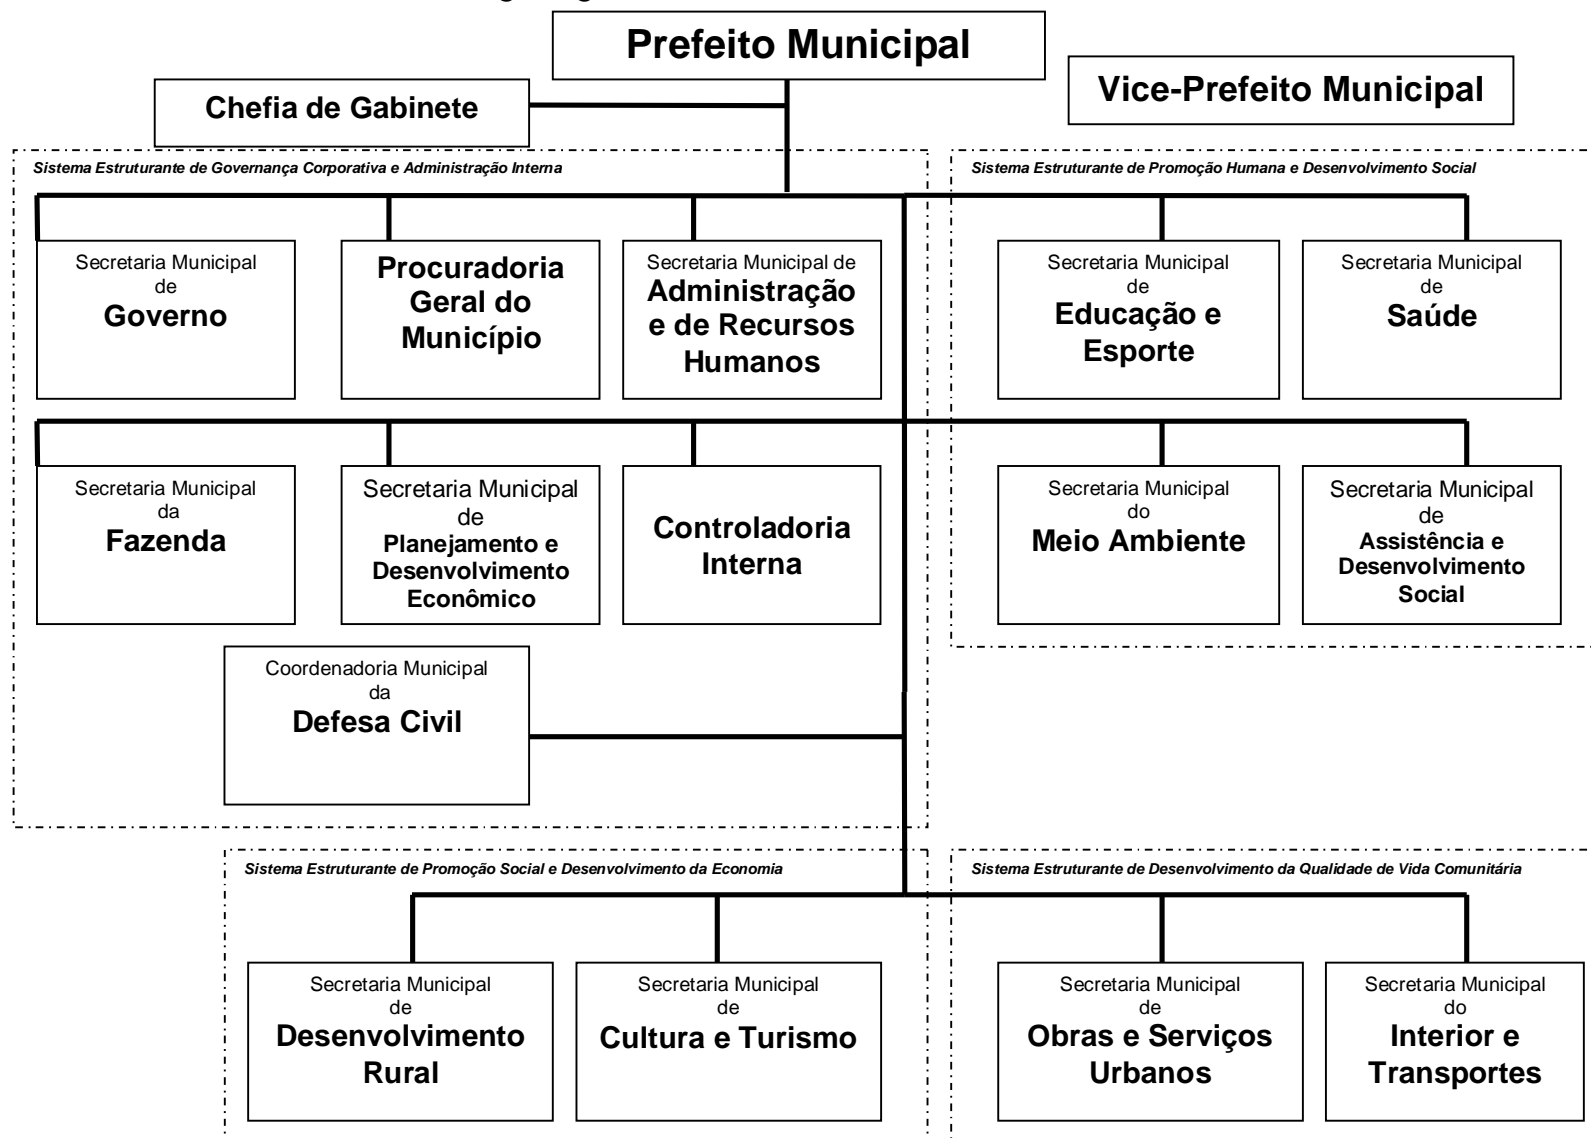 Prefeito Municipal
Chefia de Gabinete
Vice-Prefeito Municipal
Sistema Estruturante de Governança Corporativa e Administração Interna
Sistema Estruturante de Promoção Humana e Desenvolvimento Social
Secretaria Municipal
de
Governo
Procuradoria
Geral do
Município
Secretaria Municipal de
Administração
e de Recursos
Humanos
Secretaria Municipal
de
Educação e
Esporte
Secretaria Municipal
de
Saúde
Secretaria Municipal
da
Fazenda
Secretaria Municipal
de
Planejamento e
Desenvolvimento
Econômico
Controladoria
Interna
Secretaria Municipal
do
Meio Ambiente
Secretaria Municipal
de
Assistência e
Desenvolvimento
Social
Coordenadoria Municipal
da
Defesa Civil
Sistema Estruturante de Promoção Social e Desenvolvimento da Economia
Sistema Estruturante de Desenvolvimento da Qualidade de Vida Comunitária
Secretaria Municipal
de
Desenvolvimento
Rural
Secretaria Municipal
de
Cultura e Turismo
Secretaria Municipal
de
Obras e Serviços
Urbanos
Secretaria Municipal
do
Interior e
Transportes